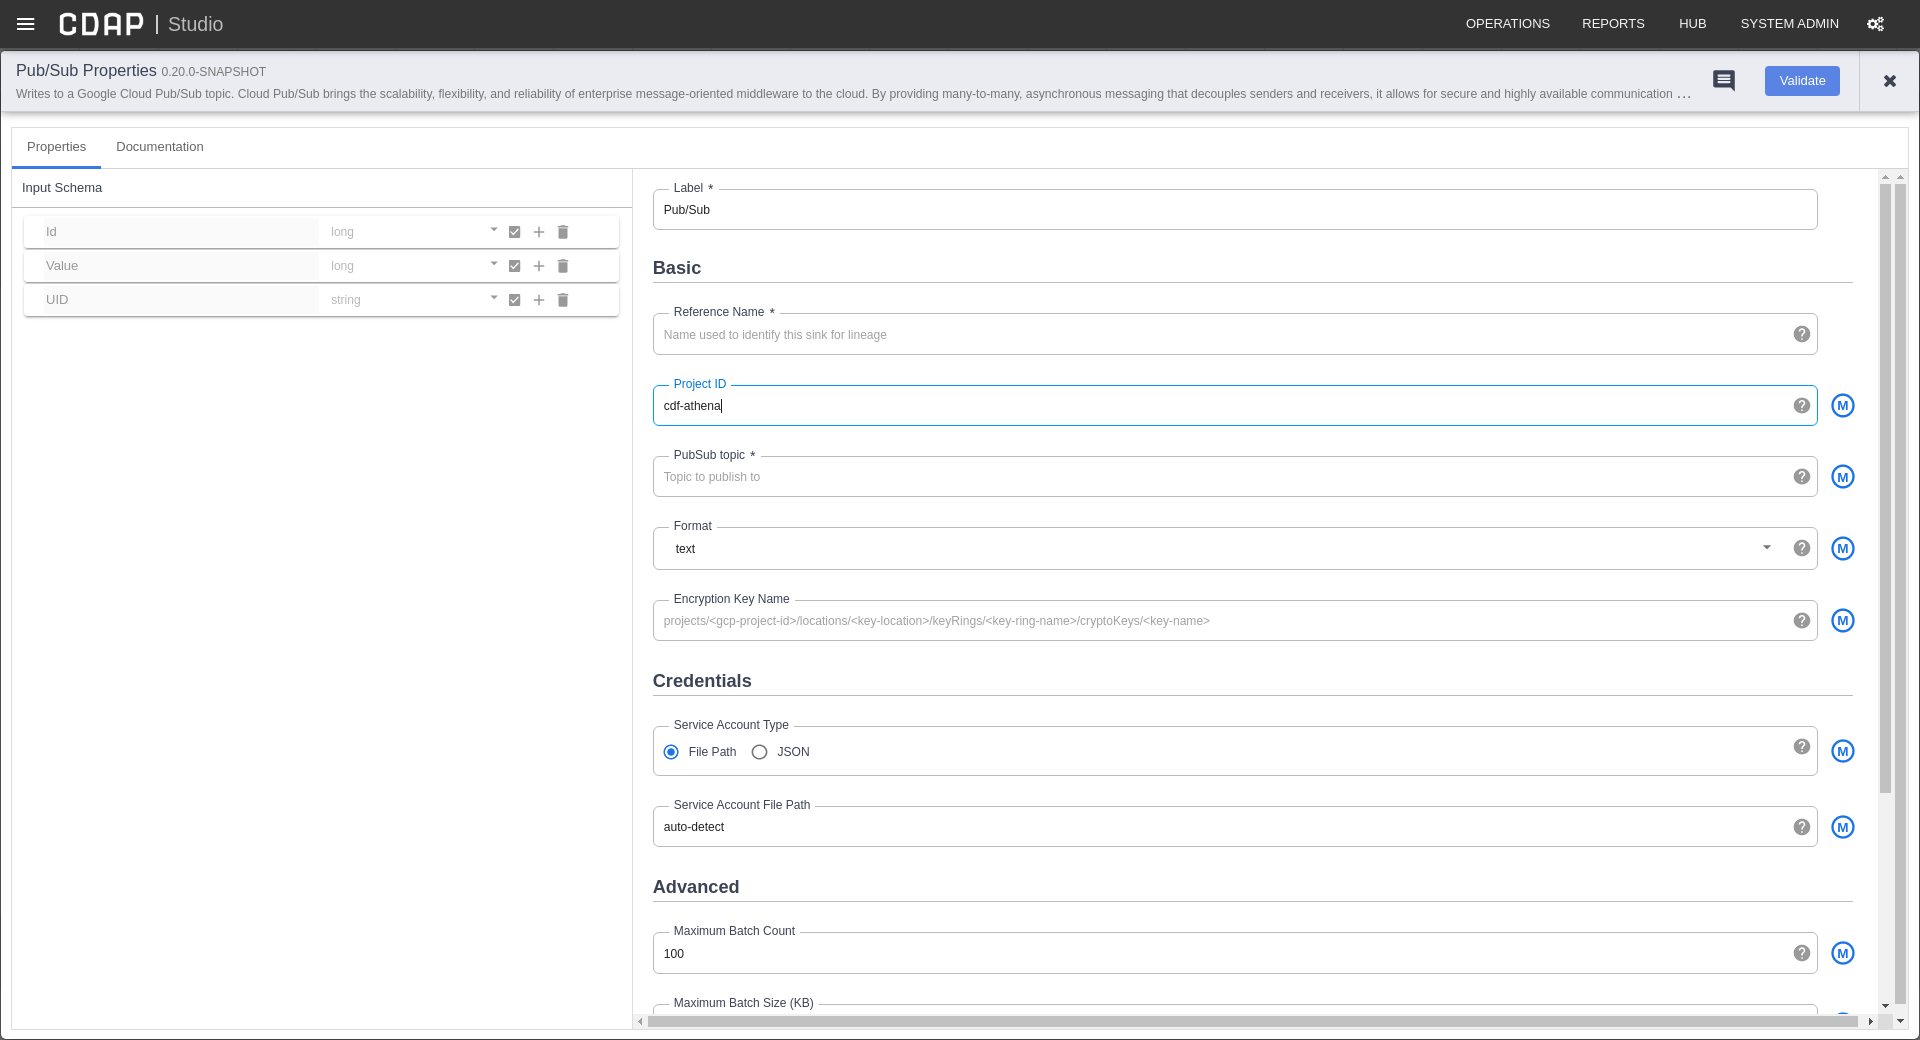 CDAP | Studio
OPERATIONS REPORTS HUB SYSTEM ADMIN
Pub/Sub Properties 0.20.0-SNAPSHOT
Writes to a Google Cloud Pub/Sub topic. Cloud Pub/Sub brings the scalability, flexibility, and reliability of enterprise message-oriented middleware to the cloud. By providing many-to-many, asynchronous messaging that decouples senders and receivers, it allows for secure and highly available communication ...
Validate
Properties Documentation
Input Schema
Id long
Value long
UID string
Label *
Pub/Sub
Basic
Reference Name *
Name used to identify this sink for lineage
Project ID
cdf-athena
M
PubSub topic *
Topic to publish to
M
Format
text
M
Encryption Key Name
projects/<gcp-project-id>/locations/<key-location>/keyRings/<key-ring-name>/cryptoKeys/<key-name>
M
Credentials
Service Account Type
File Path JSON
M
Service Account File Path
auto-detect
M
Advanced
Maximum Batch Count
100
M
Maximum Batch Size (KB)